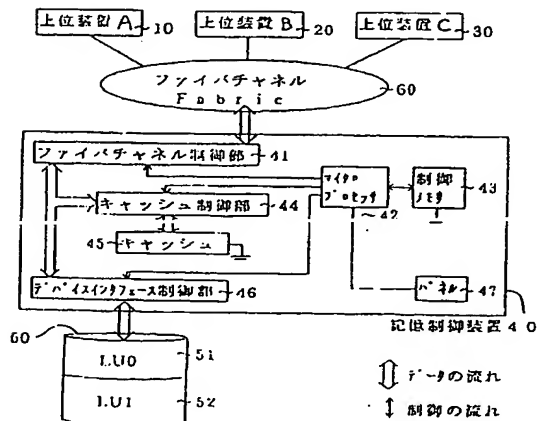 上位装置A 10
上位装置B 20
上位装置C 30
ファイバチャネル
Fabric
60
ファイバチャネル制御部 41
マイクロ
プロセッサ
42
制御
メモリ
43
キャッシュ制御部 44
45 キャッシュ
デバイスインタフェース制御部 46
パネル 47
記憶制御装置 40
60
LU0 51
LU1 52
データの流れ
制御の流れ